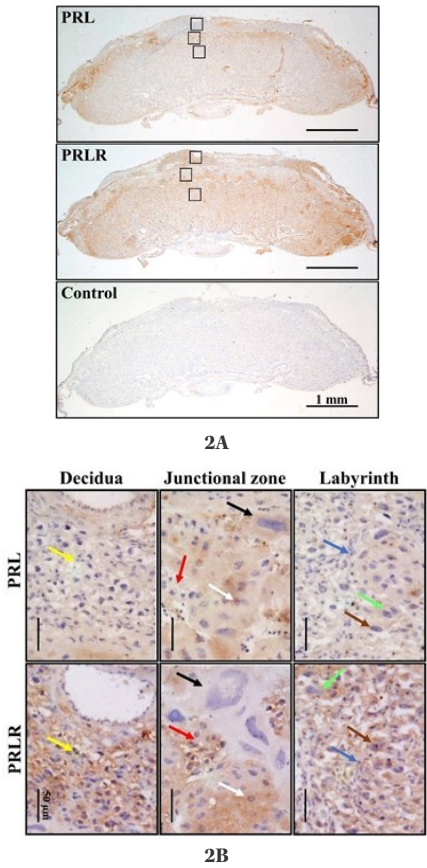 PRL
PRLR
Control
1 mm
2A
Decidua Junctional zone Labyrinth
PRL
PRLR
50 µm
2B